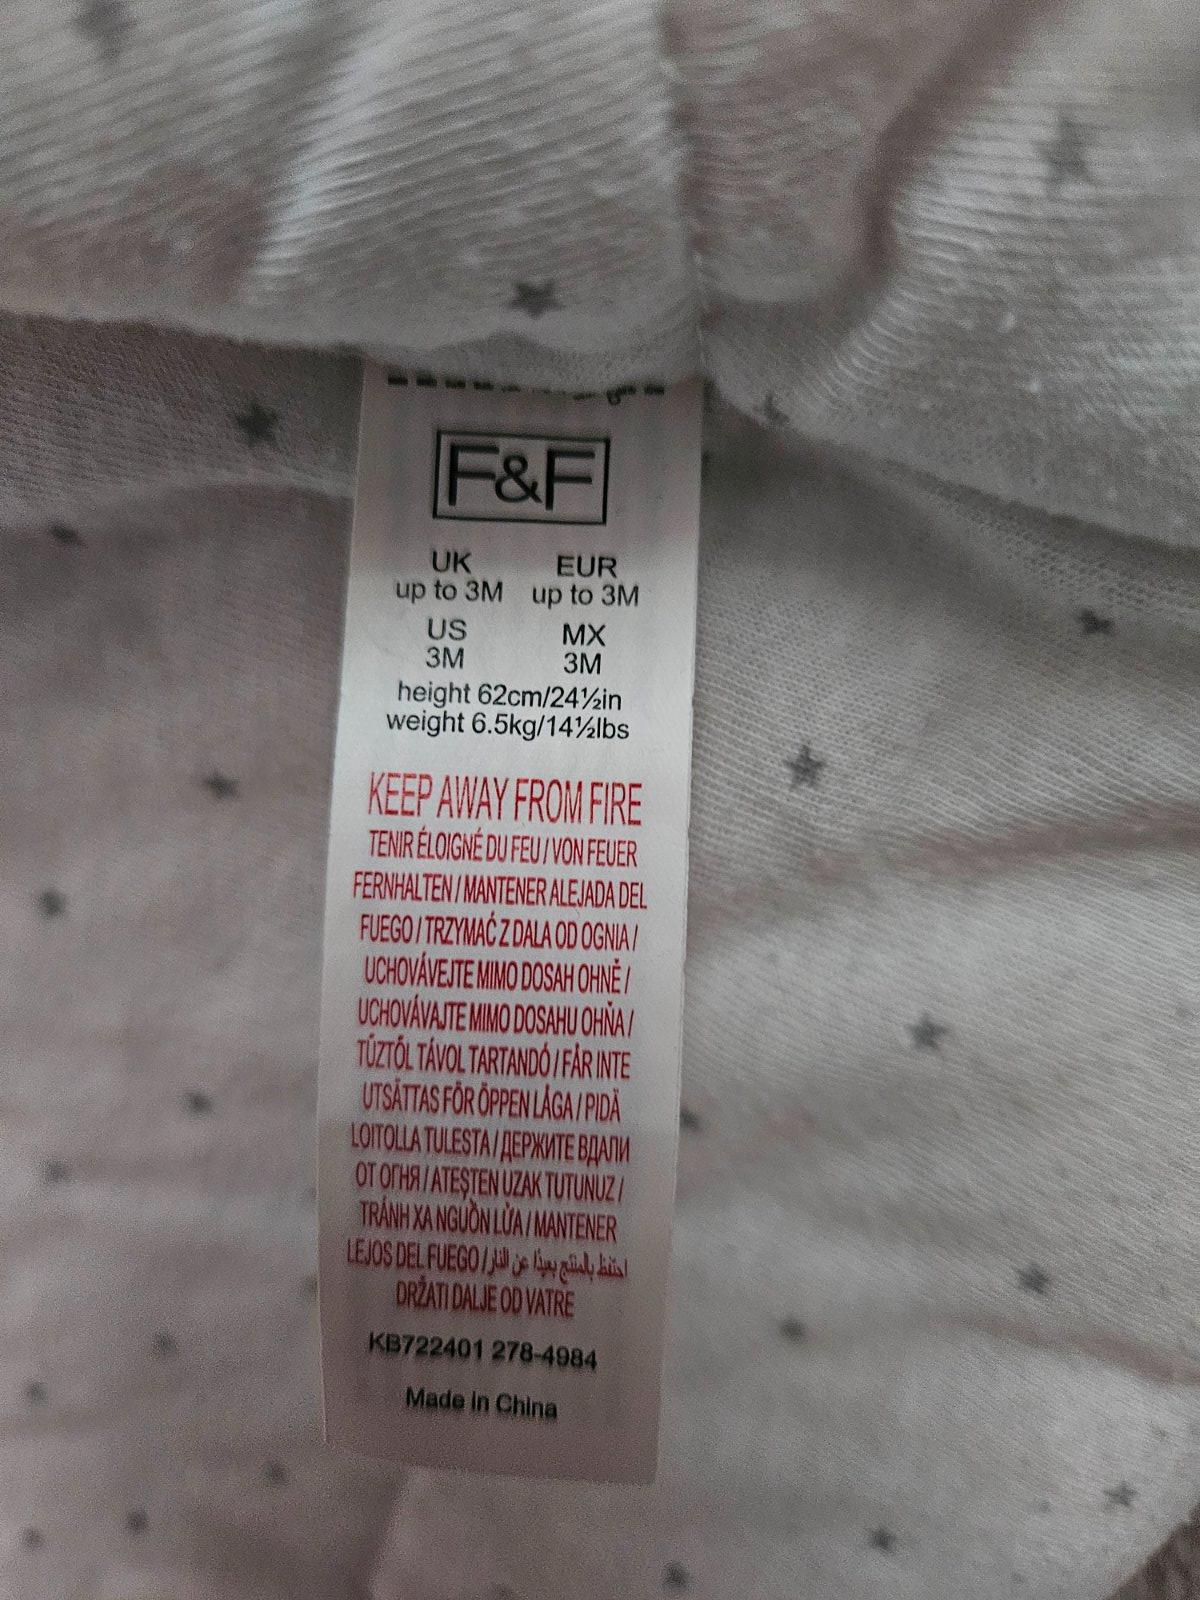 F&F
UK EUR
up to 3M up to 3M
US MX
3M 3M
height 62cm/24½in
weight 6.5kg/14½lbs
KEEP AWAY FROM FIRE
TENIR ÉLOIGNÉ DU FEU / VON FEUER
FERNHALTEN / MANTENER ALEJADA DEL
FUEGO / TRZYMAĆ Z DALA OD OGNIA /
UCHOVÁVEJTE MIMO DOSAH OHNĚ /
UCHOVÁVAJTE MIMO DOSAHU OHŇA /
TŰZTŐL TÁVOL TARTANDÓ / FÅR INTE
UTSÄTTAS FÖR ÖPPEN LÅGA / PIDÄ
LOITOLLA TULESTA / ДЕРЖИТЕ ВДАЛИ
ОТ ОГНЯ / ATEŞTEN UZAK TUTUNUZ /
TRÁNH XA NGUỒN LỬA / MANTENER
LEJOS DEL FUEGO / احتفظ بالمنتج بعيدًا عن النار
DRŽATI DALJE OD VATRE
KB722401 278-4984
Made in China